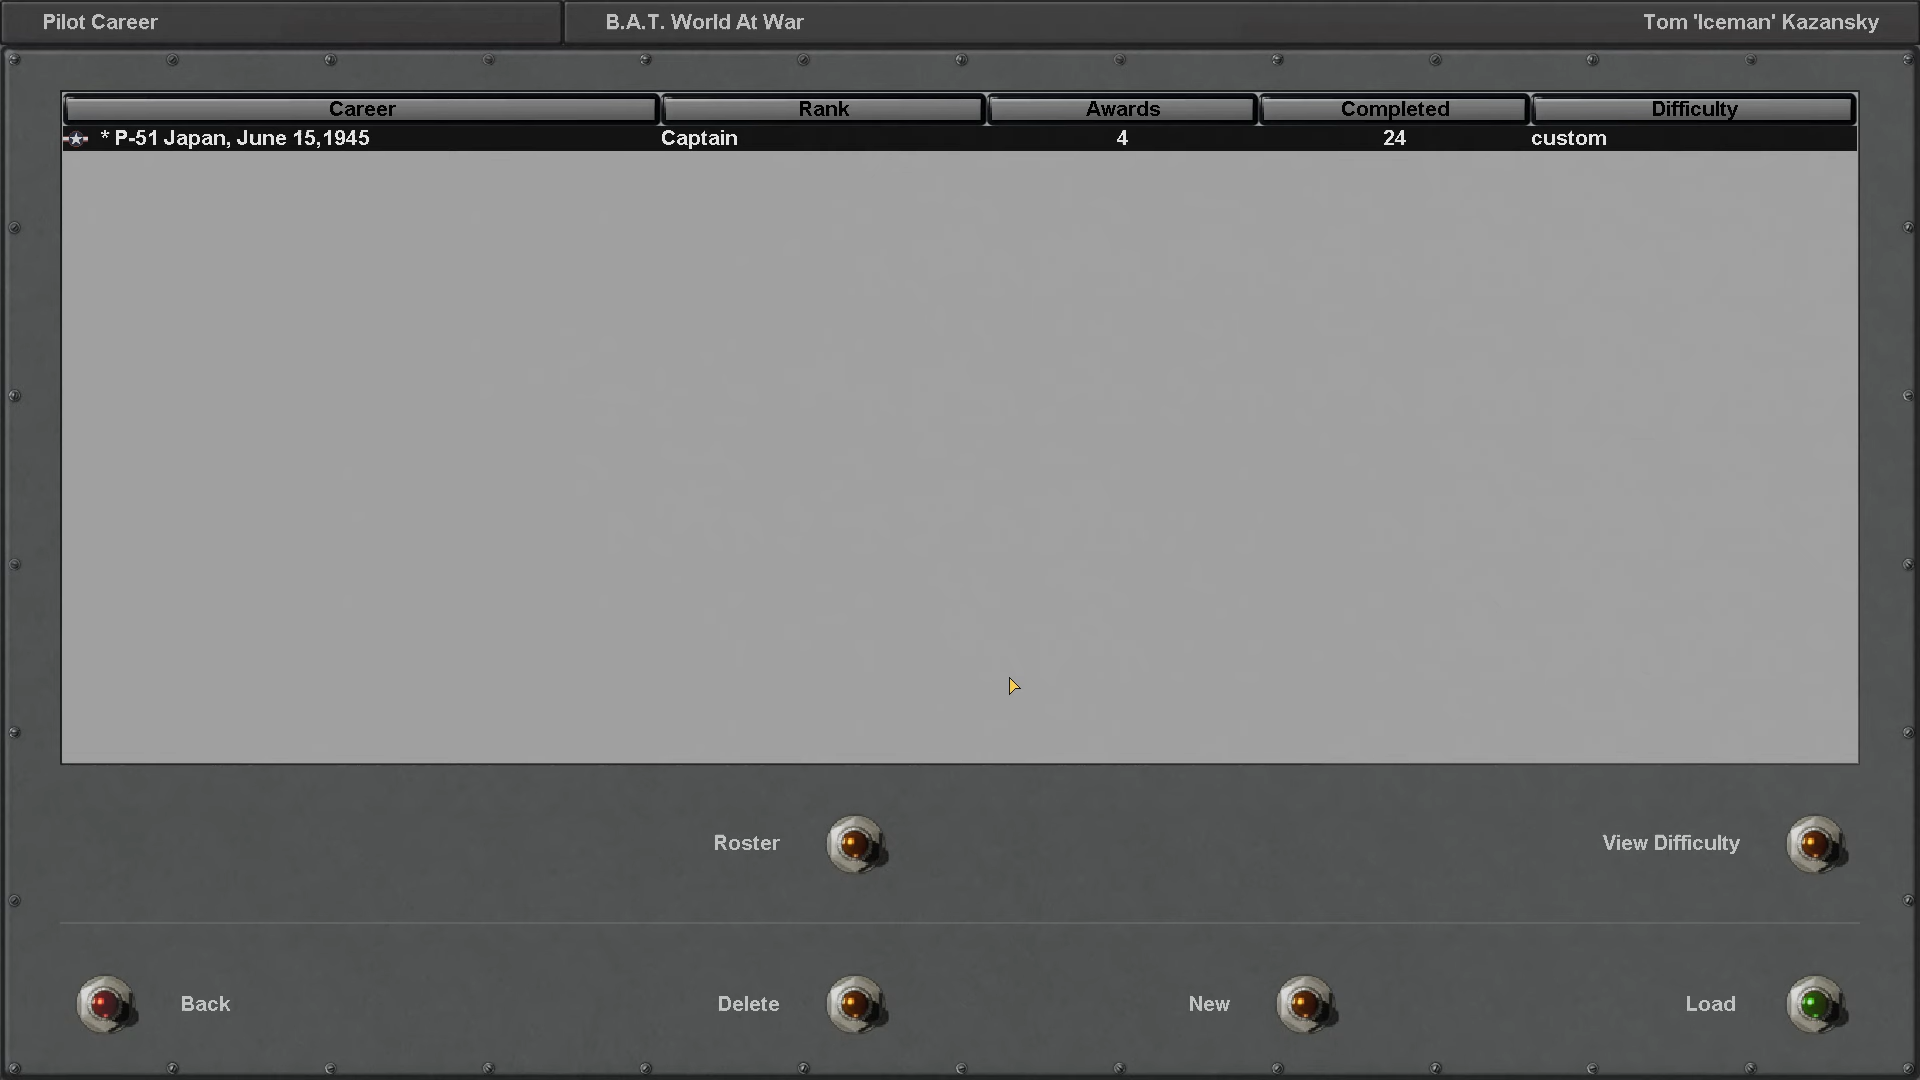 Pilot Career
B.A.T. World At War
Tom 'Iceman' Kazansky
Career Rank Awards Completed Difficulty
* P-51 Japan, June 15,1945 Captain 4 24 custom
Roster
View Difficulty
Back
Delete
New
Load